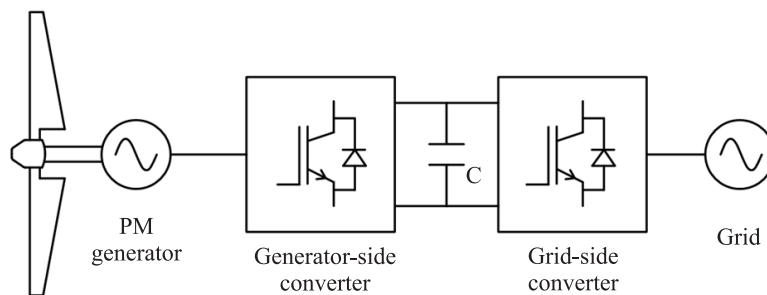 PM
generator
Generator-side
converter
C
Grid-side
converter
Grid